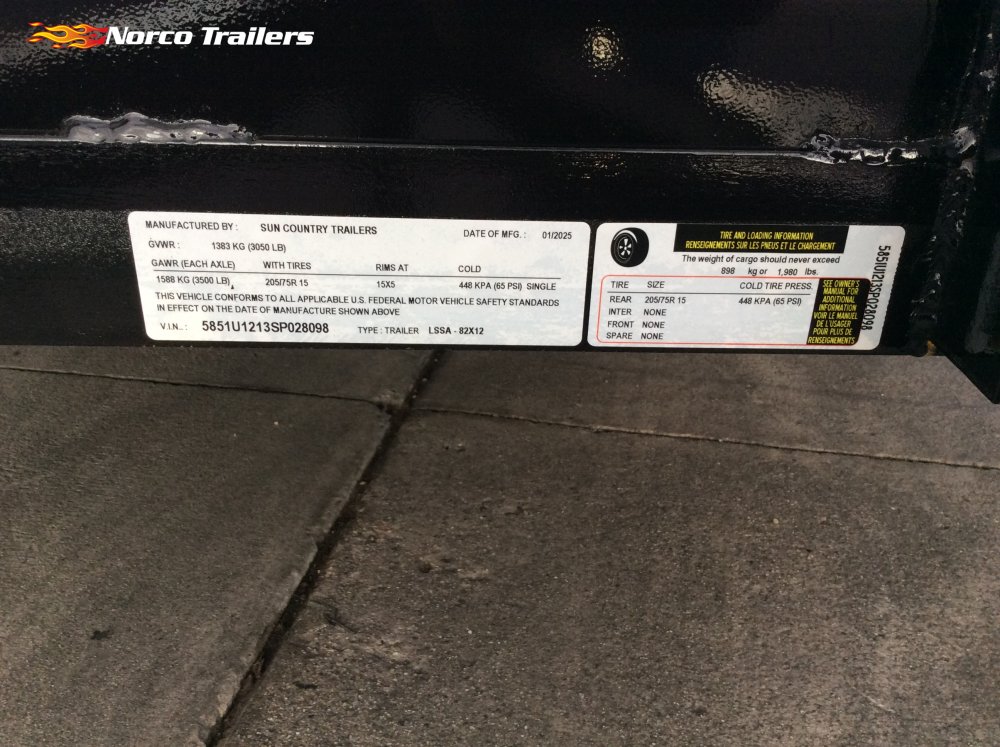 Norco Trailers
MANUFACTURED BY : SUN COUNTRY TRAILERS DATE OF MFG. : 01/2025
GVWR : 1383 KG (3050 LB)
GAWR (EACH AXLE) WITH TIRES RIMS AT COLD
1588 KG (3500 LB) 205/75R 15 15X5 448 KPA (65 PSI) SINGLE
THIS VEHICLE CONFORMS TO ALL APPLICABLE U.S. FEDERAL MOTOR VEHICLE SAFETY STANDARDS
IN EFFECT ON THE DATE OF MANUFACTURE SHOWN ABOVE
V.I.N..: 5851U1213SP028098 TYPE : TRAILER LSSA - 82X12
TIRE AND LOADING INFORMATION
RENSEIGNEMENTS SUR LES PNEUS ET LE CHARGEMENT
The weight of cargo should never exceed
898 kg or 1,980 lbs.
TIRE SIZE COLD TIRE PRESS.
REAR 205/75R 15 448 KPA (65 PSI)
INTER NONE
FRONT NONE
SPARE NONE
SEE OWNER'S
MANUAL FOR
ADDITIONAL
INFORMATION
VOIR LE MANUEL
DE L'USAGER
POUR PLUS DE
RENSEIGNEMENTS
5851U1213SP028098